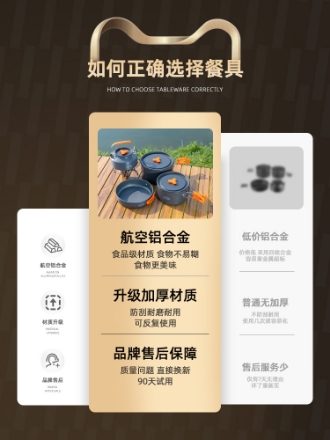 如何正确选择餐具
HOW TO CHOOSE TABLEWARE CORRECTLY
航空铝合金
材质升级
品牌售后
航空铝合金
食品级材质 食物不易糊
食物更美味
升级加厚材质
防刮耐磨耐用
可反复使用
品牌售后保障
质量问题 直接换新
90天试用
低价铝合金
普通无加厚
售后服务少